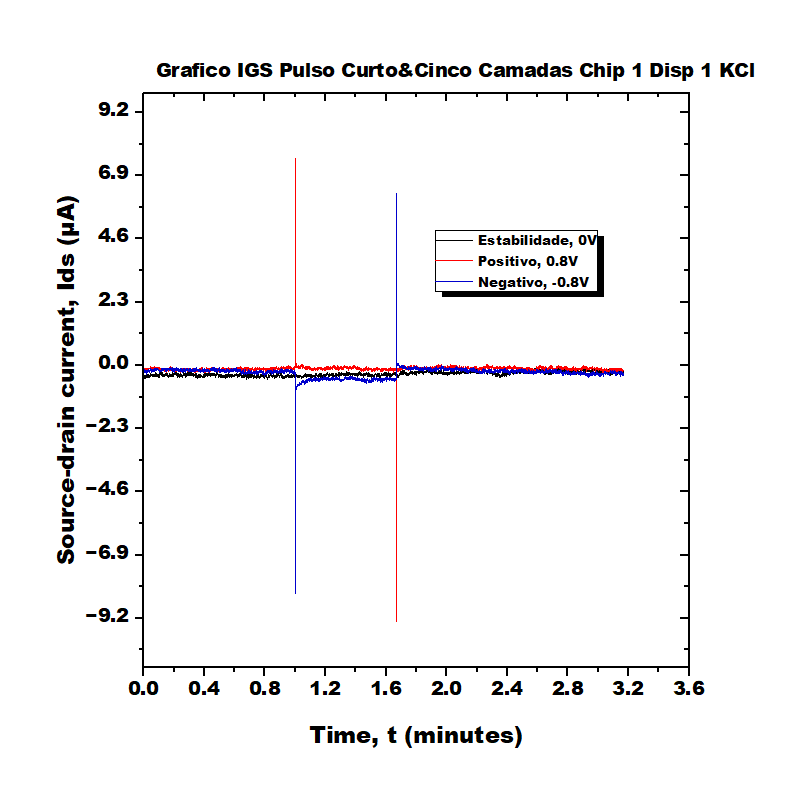 Grafico IGS Pulso Curto&Cinco Camadas Chip 1 Disp 1 KCl
9.2
6.9
4.6
2.3
0.0
−2.3
−4.6
−6.9
−9.2
Source-drain current, Ids (µA)
Estabilidade, 0V
Positivo, 0.8V
Negativo, -0.8V
0.0 0.4 0.8 1.2 1.6 2.0 2.4 2.8 3.2 3.6
Time, t (minutes)